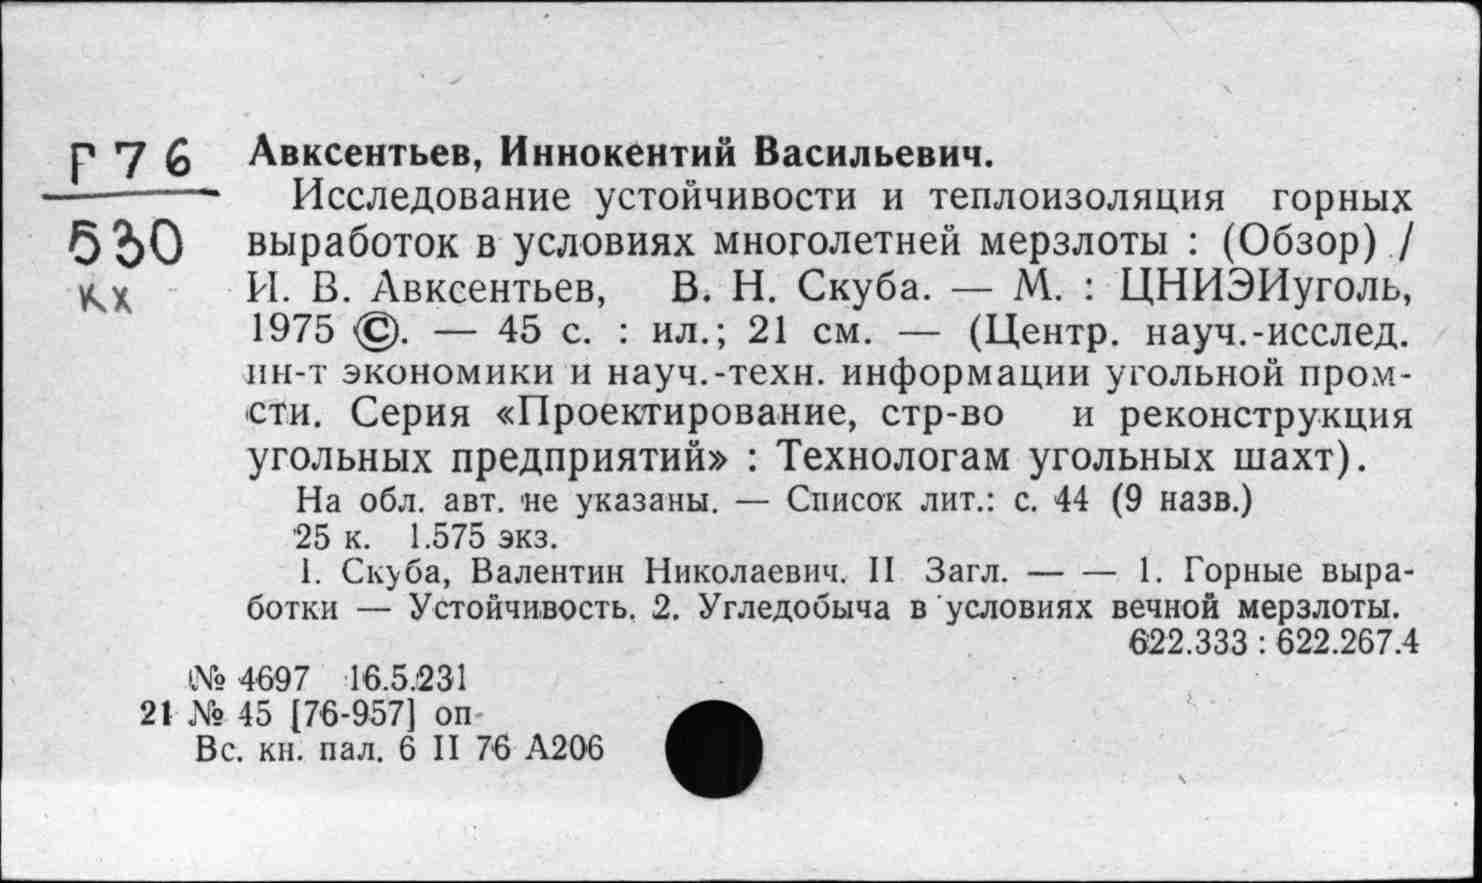 Г 76
530
кх
Авксентьев, Иннокентий Васильевич.
Исследование устойчивости и теплоизоляция горных
выработок в условиях многолетней мерзлоты : (Обзор) /
И. В. Авксентьев, В. Н. Скуба. — М. : ЦНИЭИуголь,
1975 ©. — 45 с. : ил.; 21 см. — (Центр. науч.-исслед.
ин-т экономики и науч.-техн. информации угольной пром-
сти. Серия «Проектирование, стр-во и реконструкция
угольных предприятий» : Технологам угольных шахт).
На обл. авт. не указаны. — Список лит.: с. 44 (9 назв.)
25 к. 1.575 экз.
1. Скуба, Валентин Николаевич. II Загл. — — 1. Горные выра-
ботки — Устойчивость. 2. Угледобыча в условиях вечной мерзлоты.
622.333 : 622.267.4
№ 4697 16.5.231
21 № 45 [76-957] оп
Вс. кн. пал. 6 II 76 А206